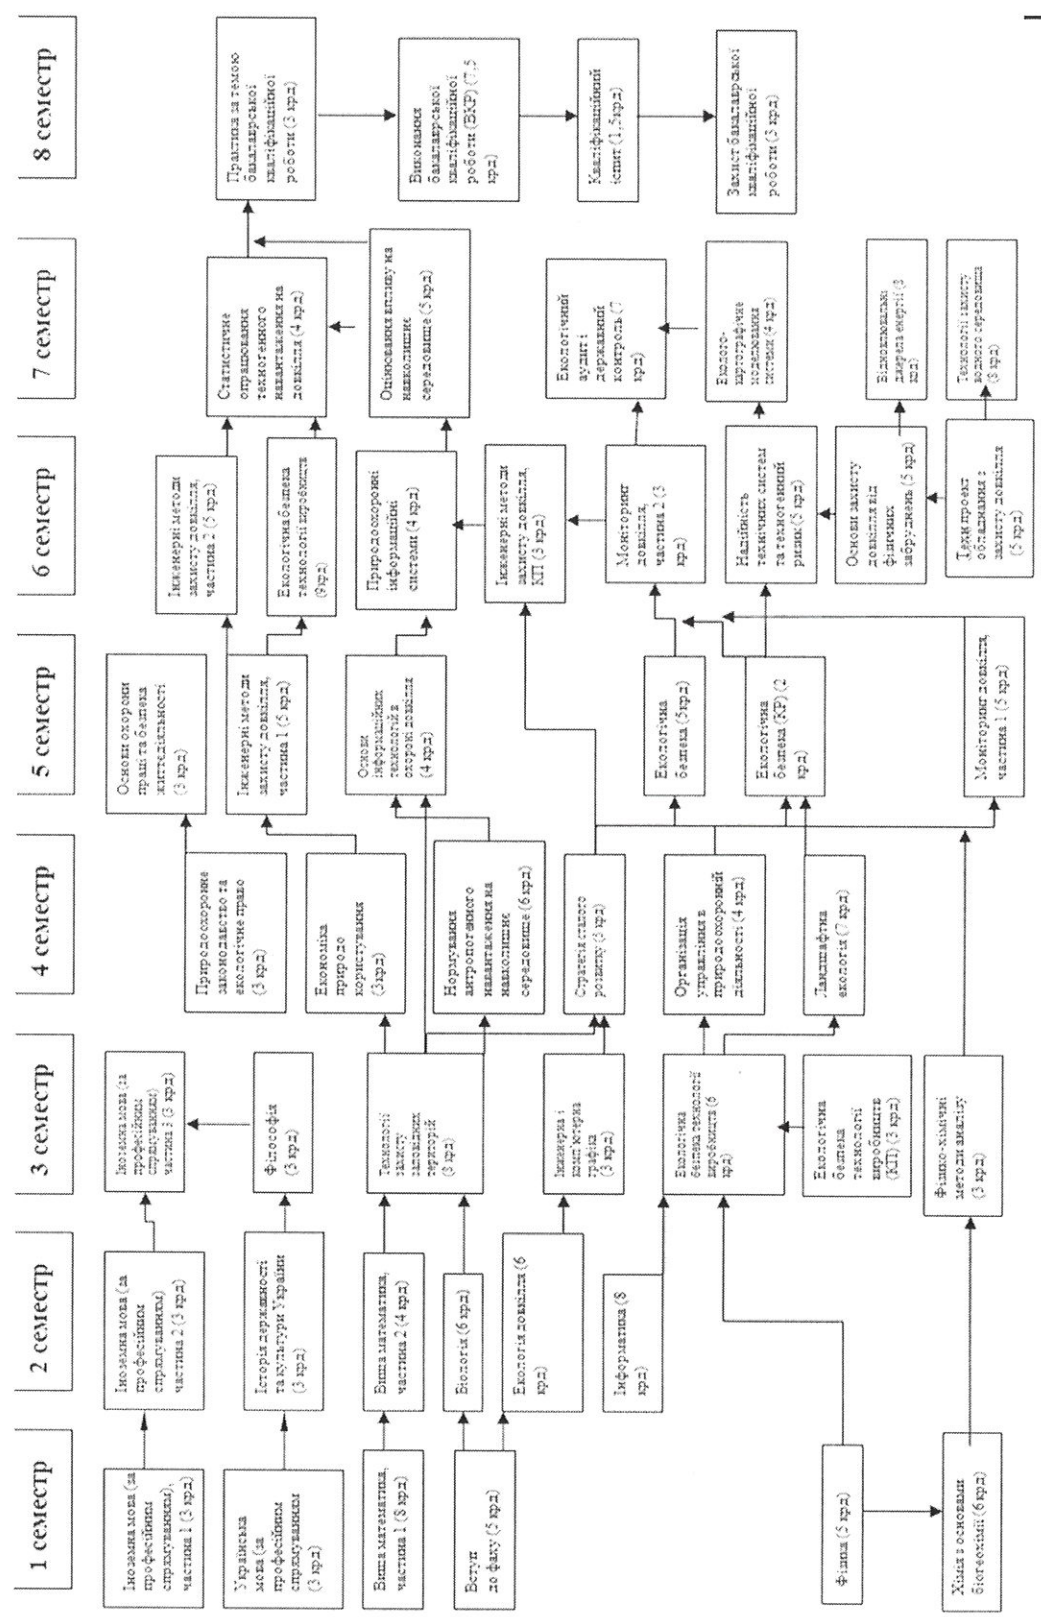 1 семестр
Іноземна мова (за
професійним
спрямуванням),
частина 1 (3 крд)
Українська
мова (за
професійним
спрямуванням)
(3 крд)
Вища математика,
частина 1 (8 крд)
Вступ
до фаху (5 крд)
Фізика (5 крд)
Хімія з основами
біогеохімії (6 крд)
2 семестр
Іноземна мова (за
професійним
спрямуванням)
частина 2 (3 крд)
Історія державності
та культури України
(3 крд)
Вища математика,
частина 2 (4 крд)
Біологія (6 крд)
Екологія довкілля (6
крд)
Інформатика (8
крд)
3 семестр
Іноземна мова (за
професійним
спрямуванням)
частина 3 (3 крд)
Філософія
(3 крд)
Технології
захисту
заповідних
територій
(8 крд)
Інженерна і
комп'ютерна
графіка
(3 крд)
Екологічна
безпека технології
виробництв (6
крд)
Екологічна
безпека
технології
виробництв
(КП) (3 крд)
Фізико-хімічні
методи аналізу
(3 крд)
4 семестр
Природоохоронне
законодавство та
екологічне право
(3 крд)
Економіка
природо
користування
(3крд)
Нормування
антропогенного
навантаження на
навколишнє
середовище (6 крд)
Стратегія сталого
розвитку (3 крд)
Організація
управління в
природоохоронній
діяльності (4 крд)
Ландшафтна
екологія (7 крд)
5 семестр
Основи охорони
праці та безпека
життєдіяльності
(3 крд)
Інженерні методи
захисту довкілля,
частина 1 (5 крд)
Основи
інформаційних
технологій в
охороні довкілля
(4 крд)
Екологічна
безпека (5крд)
Екологічна
безпека (КР) (2
крд)
Моніторинг довкілля,
частина 1 (5 крд)
6 семестр
Інженерні методи
захисту довкілля,
частина 2 (5 крд)
Екологічна безпека
технології виробництв
(9крд)
Природоохоронні
інформаційні
системи (4 крд)
Інженерні методи
захисту довкілля,
КП (3 крд)
Моніторинг
довкілля,
частина 2 (3
крд)
Надійність
технічних систем
та техногенний
ризик (5 крд)
Основи захисту
довкілля від
фізичних
забруднень (5 крд)
Техн проект
обладнання з
захисту довкілля
(5 крд)
7 семестр
Статистичне
опрацювання
техногенного
навантаження на
довкілля (4 крд)
Оцінювання впливу на
навколишнє
середовище (5 крд)
Екологічний
аудит і
державний
контроль (7
крд)
Еколого-
картографічне
моделювання
системи (4 крд)
Відновлювальні
джерела енергії (3
крд)
Технології захисту
водного середовища
(3 крд)
8 семестр
Практика за темою
бакалаврської
кваліфікаційної
роботи (3 крд)
Виконання
бакалаврської
кваліфікаційної
роботи (ВКР) (7,5
крд)
Кваліфікаційний
іспит (1,5крд)
Захист бакалаврської
кваліфікаційної
роботи (3 крд)